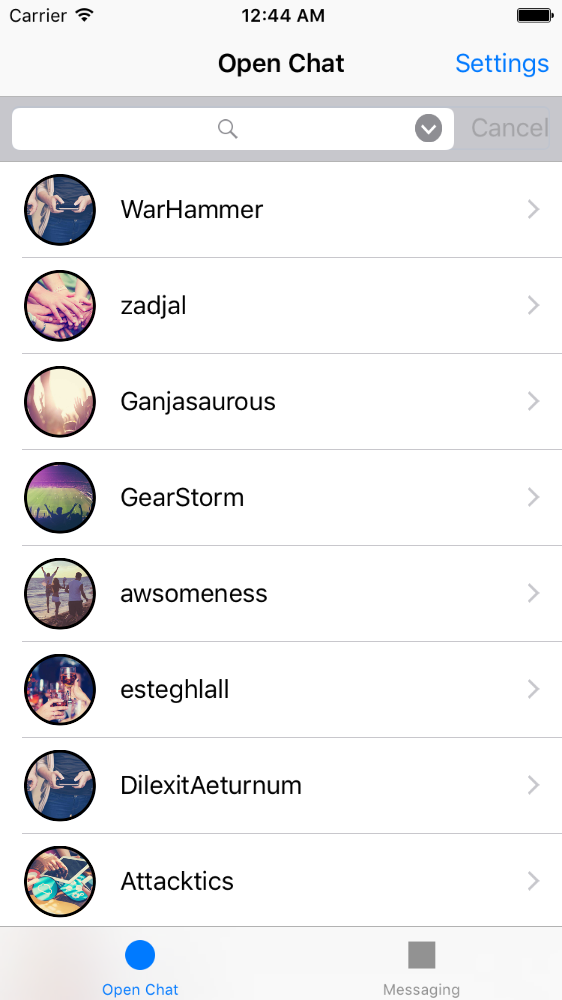 Carrier 12:44 AM
Open Chat Settings
Cancel
WarHammer
zadjal
Ganjasaurous
GearStorm
awsomeness
esteghlall
DilexitAeturnum
Attacktics
Open Chat Messaging